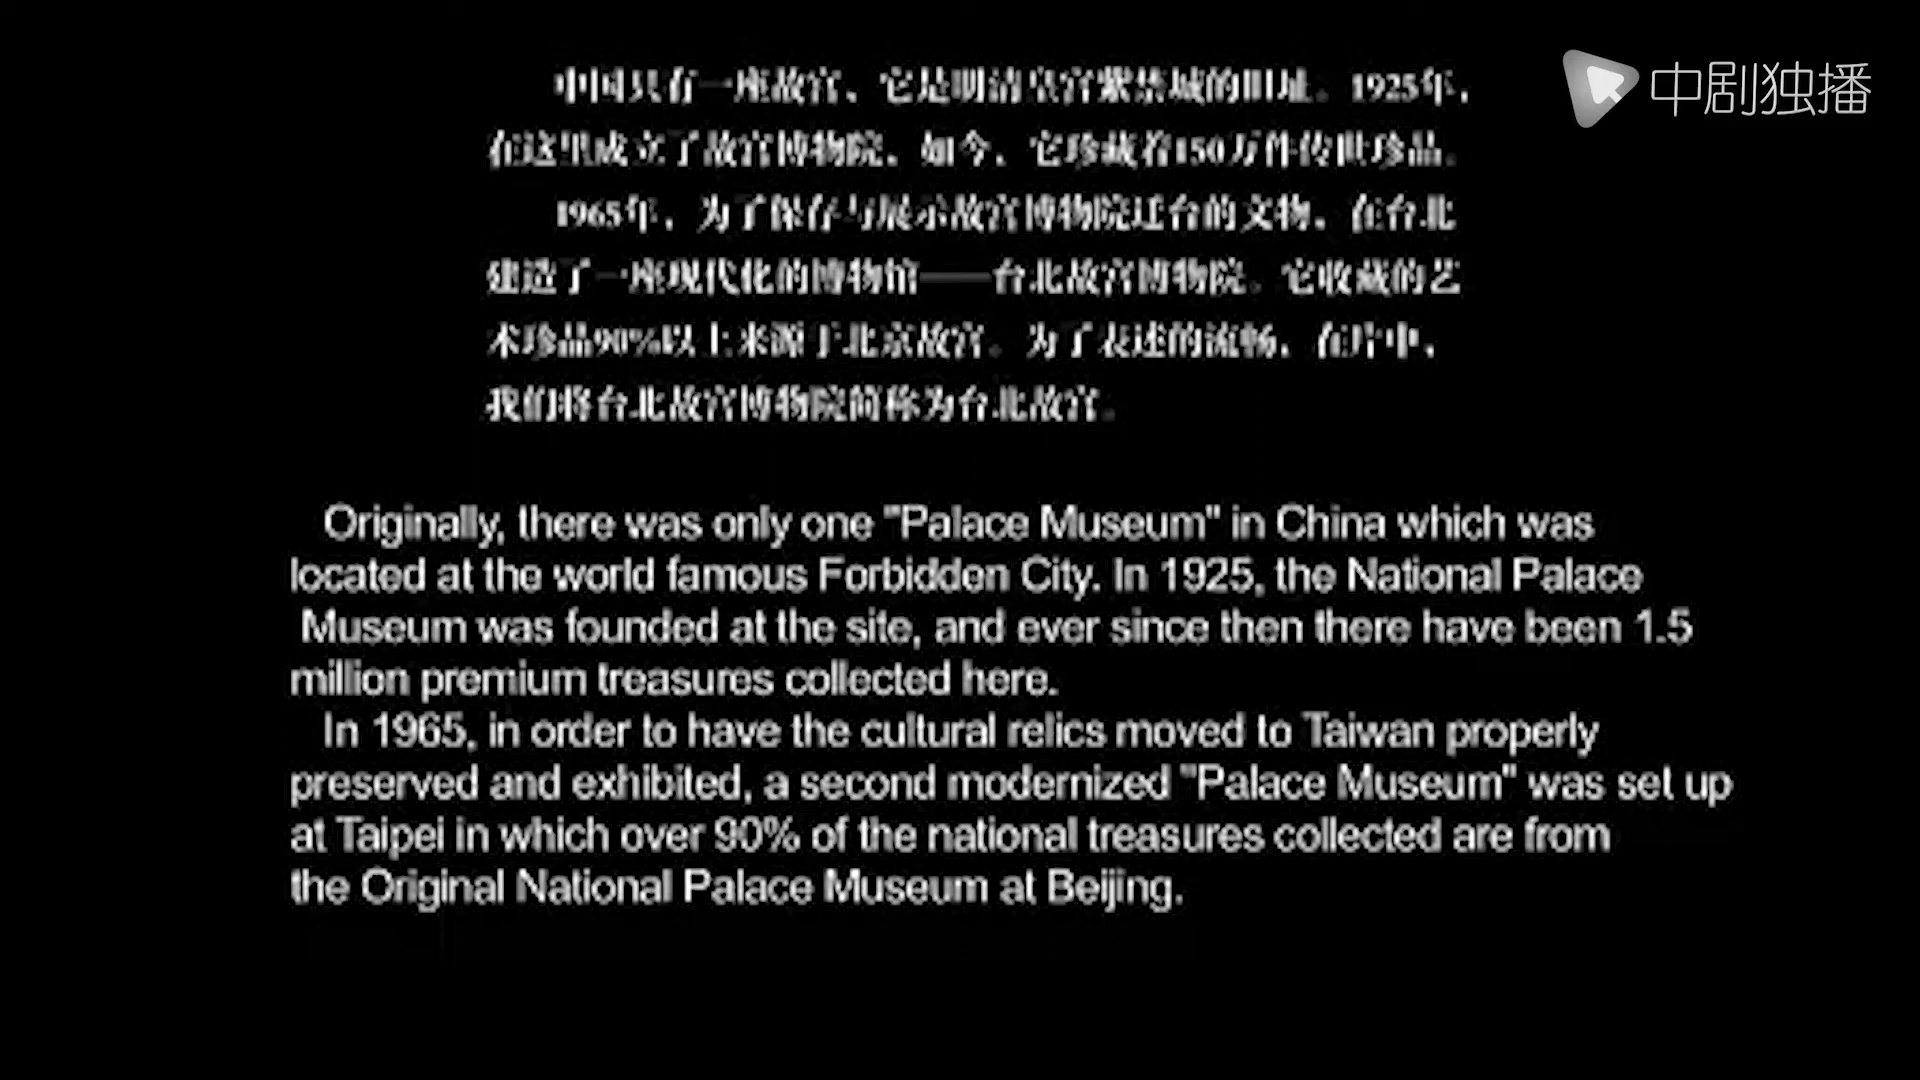 中国只有一座故宫，它是明清皇宫紫禁城的旧址。1925年，
中剧独播
在这里成立了故宫博物院，如今，它珍藏着150万件传世珍品。
1965年，为了保存与展示故宫博物院迁台的文物，在台北
建造了一座现代化的博物馆——台北故宫博物院。它收藏的艺
术珍品90%以上来源于北京故宫。为了表述的流畅，在片中，
我们将台北故宫博物院简称为台北故宫。
Originally, there was only one "Palace Museum" in China which was
located at the world famous Forbidden City. In 1925, the National Palace
Museum was founded at the site, and ever since then there have been 1.5
million premium treasures collected here.
In 1965, in order to have the cultural relics moved to Taiwan properly
preserved and exhibited, a second modernized "Palace Museum" was set up
at Taipei in which over 90% of the national treasures collected are from
the Original National Palace Museum at Beijing.